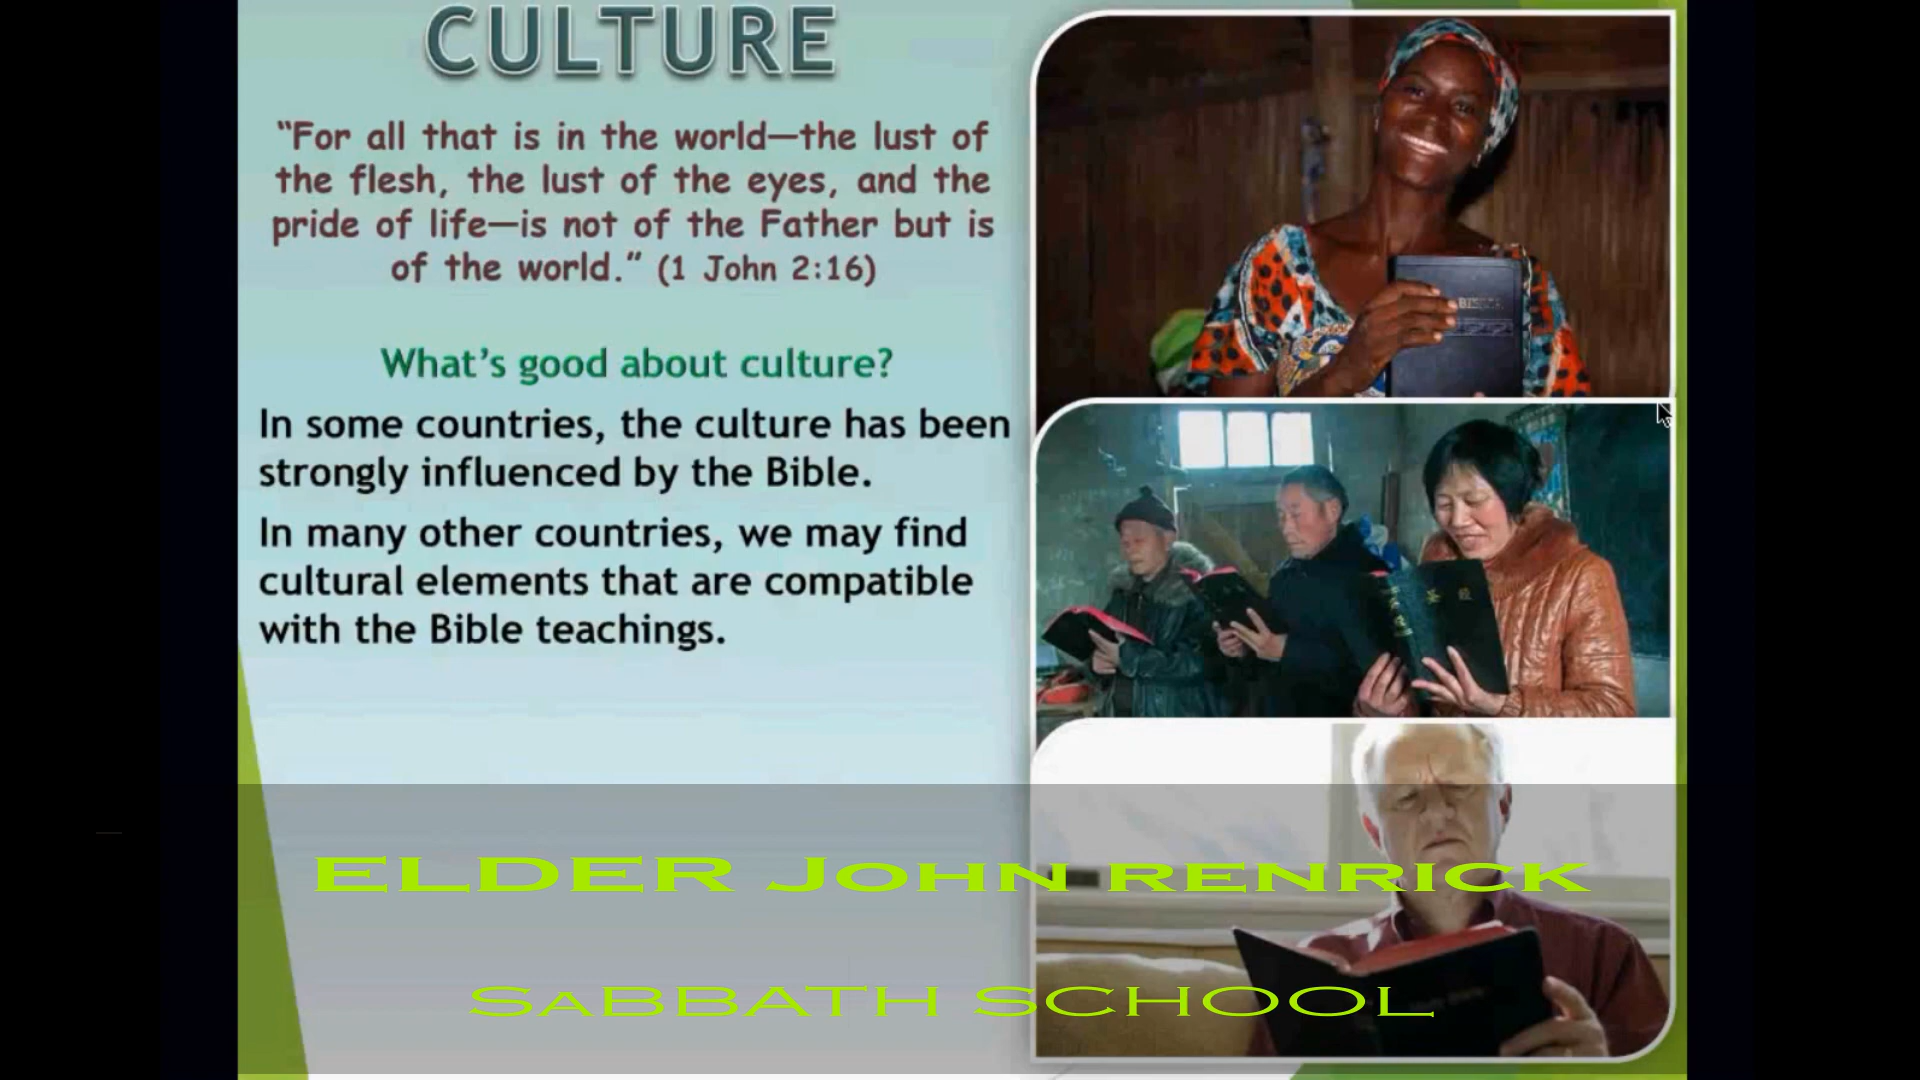 CULTURE
“For all that is in the world—the lust of
the flesh, the lust of the eyes, and the
pride of life—is not of the Father but is
of the world.” (1 John 2:16)
What’s good about culture?
In some countries, the culture has been
strongly influenced by the Bible.
In many other countries, we may find
cultural elements that are compatible
with the Bible teachings.
圣 经
ELDER JOHN RENRICK
SABBATH SCHOOL